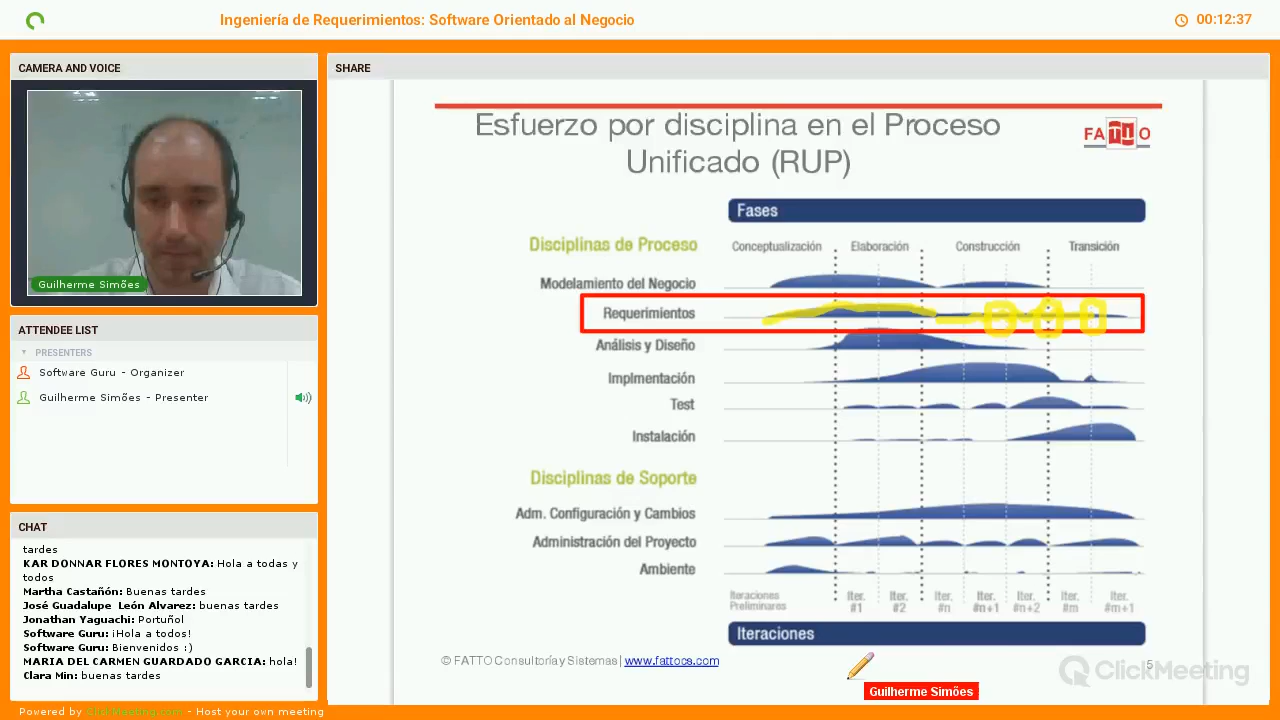 Ingeniería de Requerimientos: Software Orientado al Negocio
00:12:37
CAMERA AND VOICE
Guilherme Simões
ATTENDEE LIST
PRESENTERS
Software Guru - Organizer
Guilherme Simões - Presenter
CHAT
tardes
KAR DONNAR FLORES MONTOYA: Hola a todas y
todos
Martha Castañón: Buenas tardes
José Guadalupe León Alvarez: buenas tardes
Jonathan Yaguachi: Portuñol
Software Guru: ¡Hola a todos!
Software Guru: Bienvenidos :)
MARIA DEL CARMEN GUARDADO GARCIA: hola!
Clara Min: buenas tardes
Powered by ClickMeeting.com - Host your own meeting
SHARE
Esfuerzo por disciplina en el Proceso
Unificado (RUP)
FATTO
Fases
Disciplinas de Proceso
Conceptualización Elaboración Construcción Transición
Modelamiento del Negocio
Requerimientos
Análisis y Diseño
Implmentación
Test
Instalación
Disciplinas de Soporte
Adm. Configuración y Cambios
Administración del Proyecto
Ambiente
Iteraciones Iter. Iter. Iter. Iter. Iter. Iter. Iter.
Preliminares #1 #2 #n #n+1 #n+2 #m #m+1
Iteraciones
© FATTO Consultoría y Sistemas | www.fattocs.com
5
ClickMeeting
Guilherme Simões